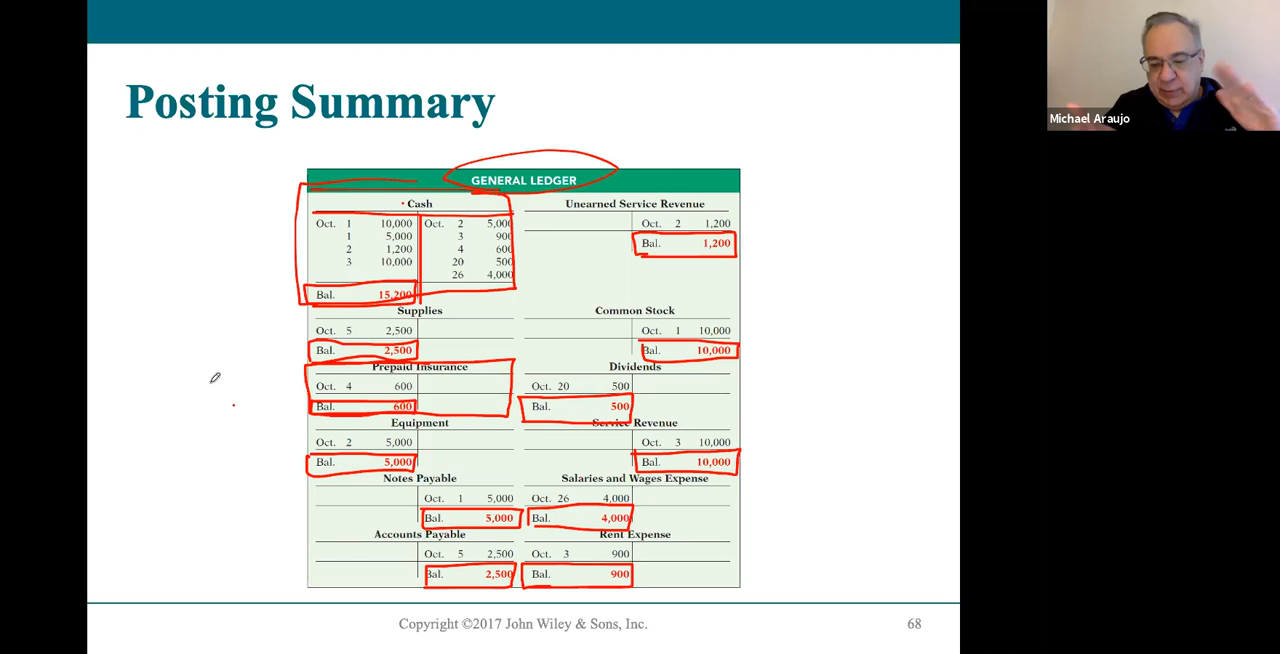 Posting Summary
GENERAL LEDGER
Cash
Oct. 1 10,000 Oct. 2 5,000
1 5,000 3 900
2 1,200 4 600
3 10,000 20 500
26 4,000
Bal. 15,200
Unearned Service Revenue
Oct. 2 1,200
Bal. 1,200
Supplies
Oct. 5 2,500
Bal. 2,500
Common Stock
Oct. 1 10,000
Bal. 10,000
Prepaid Insurance
Oct. 4 600
Bal. 600
Dividends
Oct. 20 500
Bal. 500
Equipment
Oct. 2 5,000
Bal. 5,000
Service Revenue
Oct. 3 10,000
Bal. 10,000
Notes Payable
Oct. 1 5,000
Bal. 5,000
Salaries and Wages Expense
Oct. 26 4,000
Bal. 4,000
Accounts Payable
Oct. 5 2,500
Bal. 2,500
Rent Expense
Oct. 3 900
Bal. 900
Copyright ©2017 John Wiley & Sons, Inc.
68
Michael Araujo